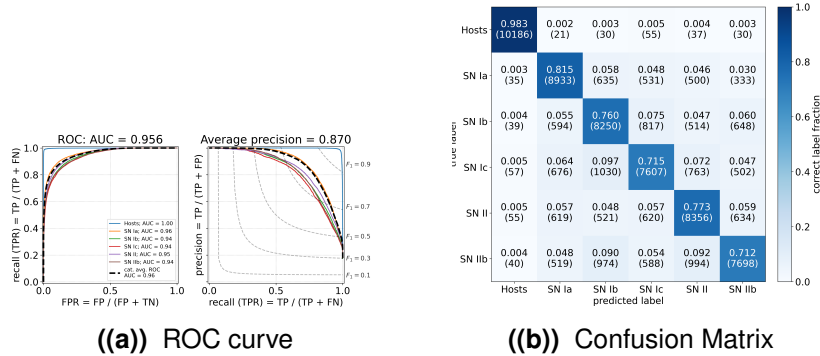 ROC: AUC = 0.956
recall (TPR) = TP / (TP + FN)
1.0
0.5
0.0
Hosts; AUC = 1.00
SN Ia; AUC = 0.96
SN Ib; AUC = 0.94
SN Ic; AUC = 0.94
SN II; AUC = 0.95
SN IIb; AUC = 0.94
cat. avg. ROC
AUC = 0.96
0.0 0.5 1.0
FPR = FP / (FP + TN)
Average precision = 0.870
precision = TP / (TP + FP)
1.0
0.5
0.0
F1=0.9
F1=0.7
F1=0.5
F1=0.3
F1=0.1
0.0 0.5 1.0
recall (TPR) = TP / (TP + FN)
((a)) ROC curve
true label
Hosts 0.983 0.002 0.003 0.005 0.004 0.003
(10186) (21) (30) (55) (37) (30)
SN Ia 0.003 0.815 0.058 0.048 0.046 0.030
(35) (8933) (635) (531) (500) (333)
SN Ib 0.004 0.055 0.760 0.075 0.047 0.060
(39) (594) (8250) (817) (514) (648)
SN Ic 0.005 0.064 0.097 0.715 0.072 0.047
(57) (676) (1030) (7607) (763) (502)
SN II 0.005 0.057 0.048 0.057 0.773 0.059
(55) (619) (521) (620) (8356) (634)
SN IIb 0.004 0.048 0.090 0.054 0.092 0.712
(40) (519) (974) (588) (994) (7698)
Hosts SN Ia SN Ib SN Ic SN II SN IIb
predicted label
1.0
0.8
0.6
0.4
0.2
0.0
correct label fraction
((b)) Confusion Matrix